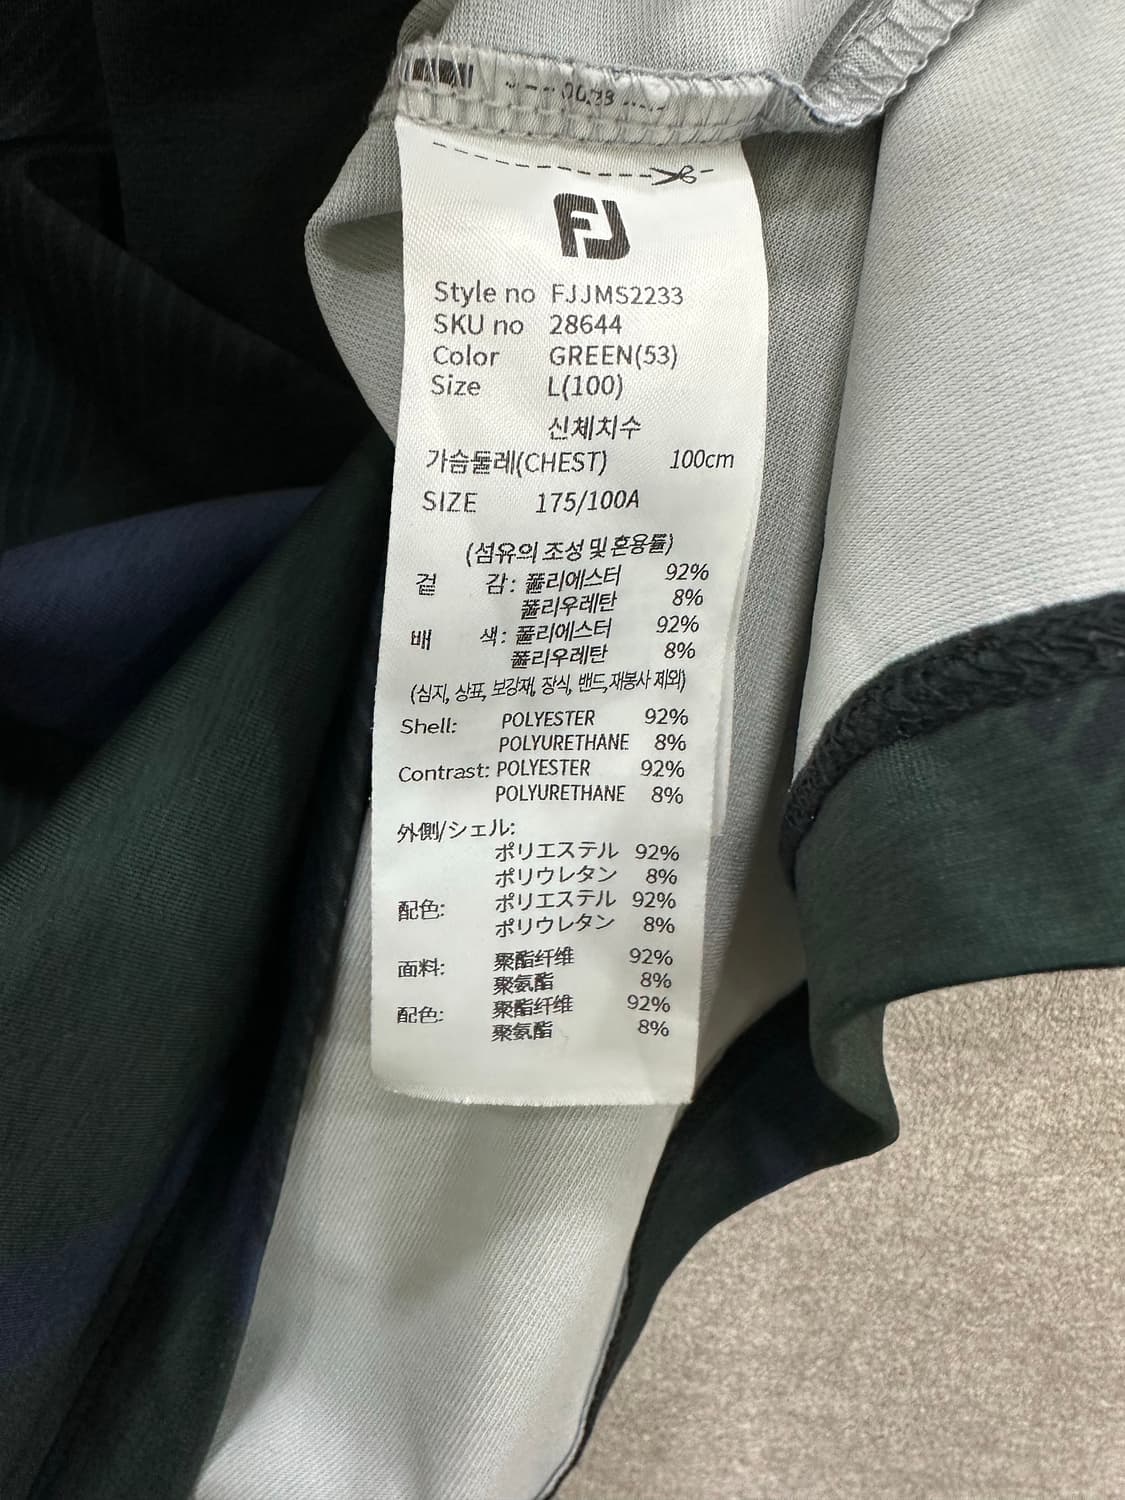 FJ
Style no FJJMS2233
SKU no 28644
Color GREEN(53)
Size L(100)
신체치수
가슴둘레(CHEST) 100cm
SIZE 175/100A
(섬유의 조성 및 혼용률)
겉 감: 폴리에스터 92%
폴리우레탄 8%
배 색: 폴리에스터 92%
폴리우레탄 8%
(심지, 상표, 보강재, 장식, 밴드, 재봉사 제외)
Shell: POLYESTER 92%
POLYURETHANE 8%
Contrast: POLYESTER 92%
POLYURETHANE 8%
外側/シェル:
ポリエステル 92%
ポリウレタン 8%
配色: ポリエステル 92%
ポリウレタン 8%
面料: 聚酯纤维 92%
聚氨酯 8%
配色: 聚酯纤维 92%
聚氨酯 8%